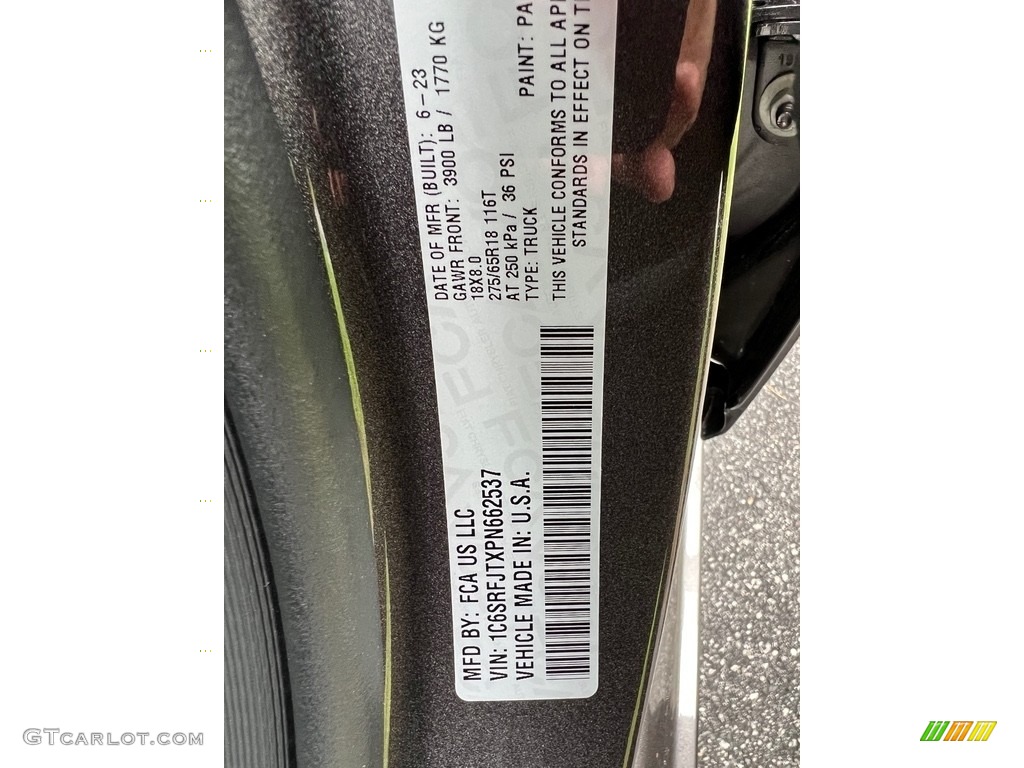 MFD BY: FCA US LLC
DATE OF MFR (BUILT): 6-23
GAWR FRONT: 3900 LB / 1770 KG
18X8.0
275/65R18 116T
AT 250 kPa / 36 PSI
TYPE: TRUCK
PAINT: PA
THIS VEHICLE CONFORMS TO ALL
STANDARDS IN EFFECT ON
VIN: 1C6SRFJTXPN662537
VEHICLE MADE IN: U.S.A.
GTCarlot.com